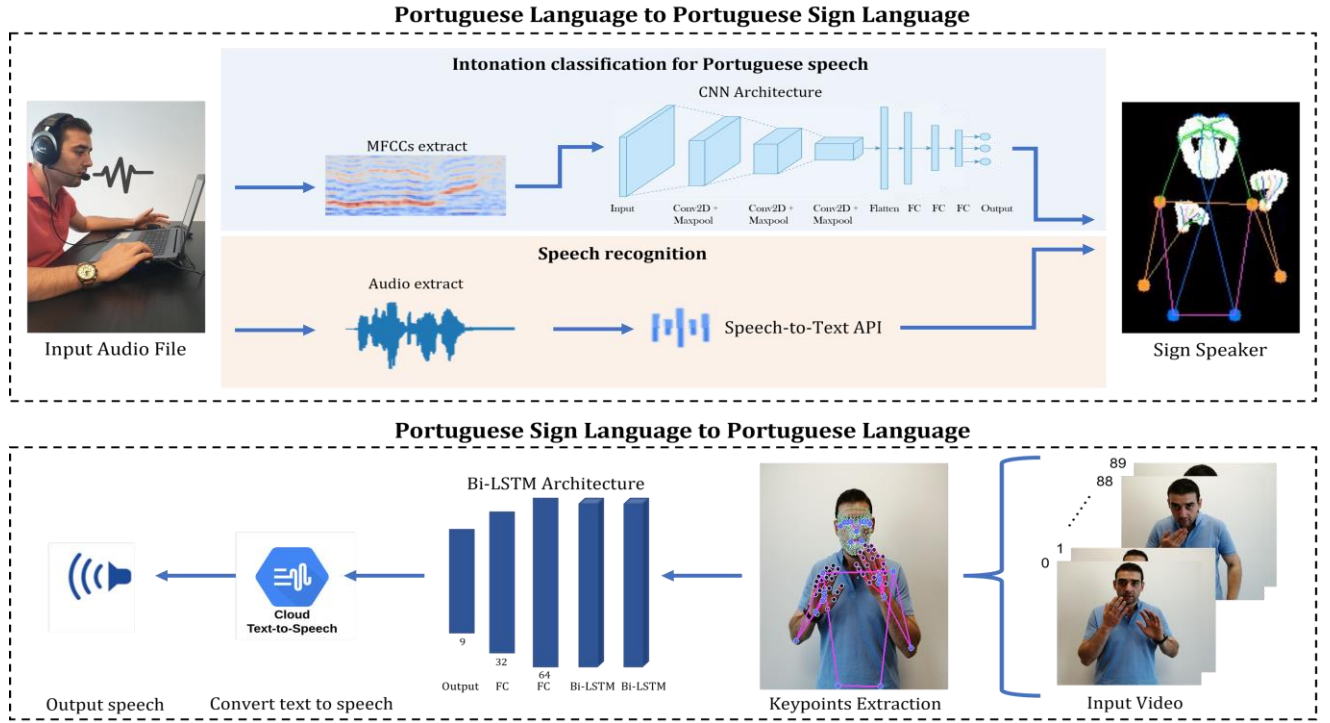 Portuguese Language to Portuguese Sign Language
Intonation classification for Portuguese speech
CNN Architecture
MFCCs extract
Input
Conv2D +
Maxpool
Conv2D +
Maxpool
Conv2D +
Maxpool
Flatten
FC
FC
FC
Output
Speech recognition
Audio extract
Speech-to-Text API
Input Audio File
Sign Speaker
Portuguese Sign Language to Portuguese Language
Bi-LSTM Architecture
89
88
1
0
Cloud
Text-to-Speech
9
32
64
Output
FC
FC
Bi-LSTM
Bi-LSTM
Output speech
Convert text to speech
Keypoints Extraction
Input Video